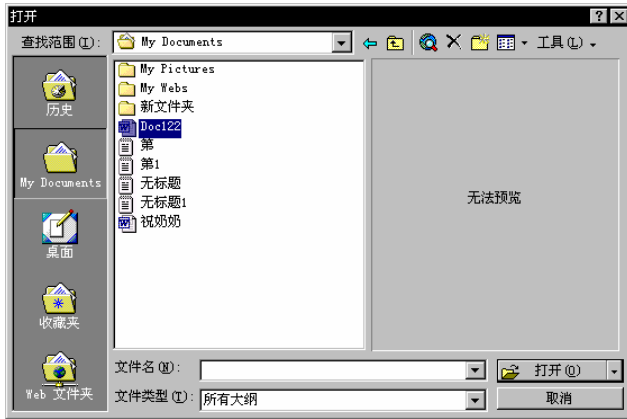 打开
查找范围(I): My Documents 工具(L)
历史
My Documents
桌面
收藏夹
Web 文件夹
My Pictures
My Webs
新文件夹
Doc122
第
第1
无标题
无标题1
祝奶奶
无法预览
文件名(N): 打开(O)
文件类型(T): 所有大纲 取消